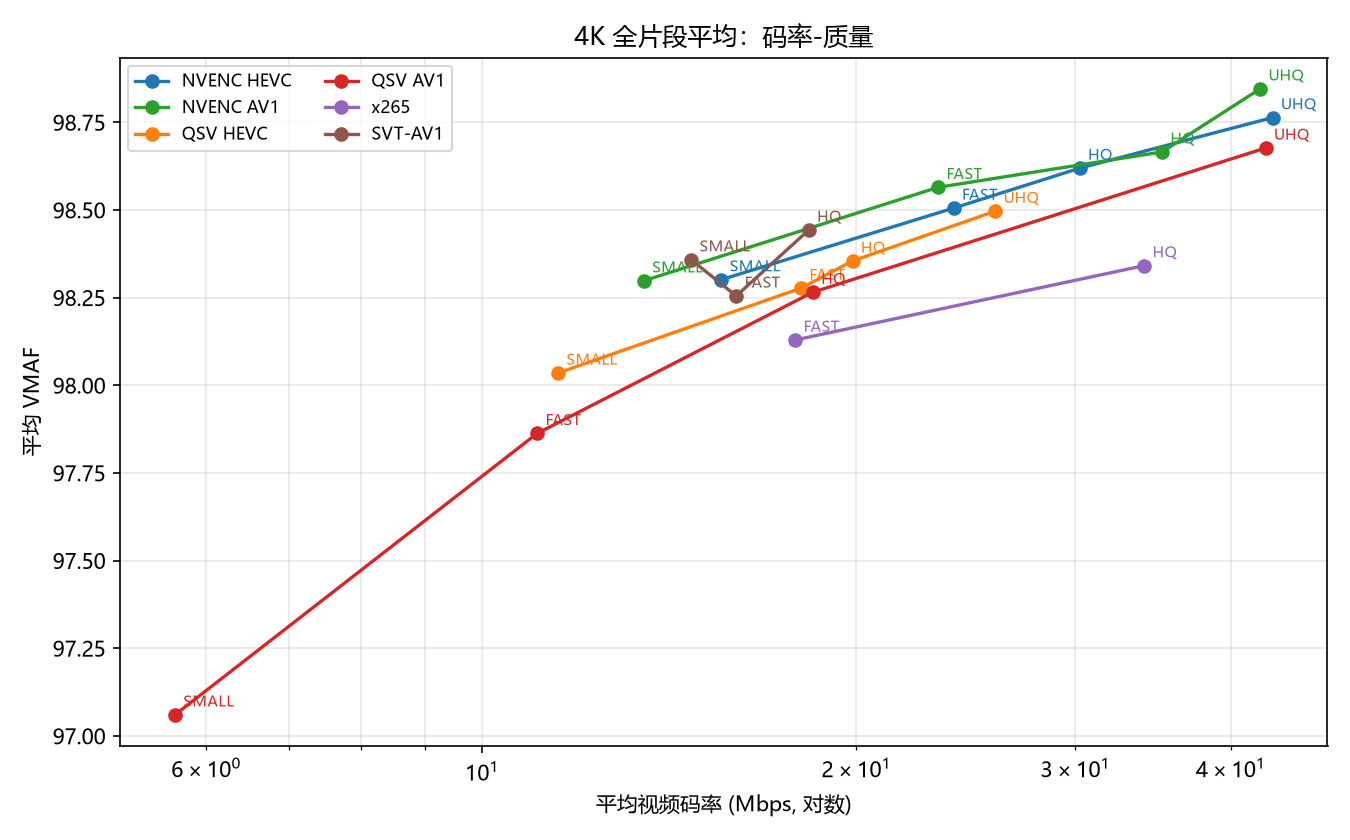 4K 全片段平均：码率-质量
NVENC HEVC
NVENC AV1
QSV HEVC
QSV AV1
x265
SVT-AV1
UHQ
UHQ
UHQ
HQ
HQ
FAST
FAST
UHQ
HQ
SMALL
HQ
HQ
SMALL
SMALL
FAST
FAST
HQ
FAST
SMALL
FAST
SMALL
98.75
98.50
98.25
98.00
97.75
97.50
97.25
97.00
平均 VMAF
6 × 10⁰
10¹
2 × 10¹
3 × 10¹
4 × 10¹
平均视频码率 (Mbps, 对数)